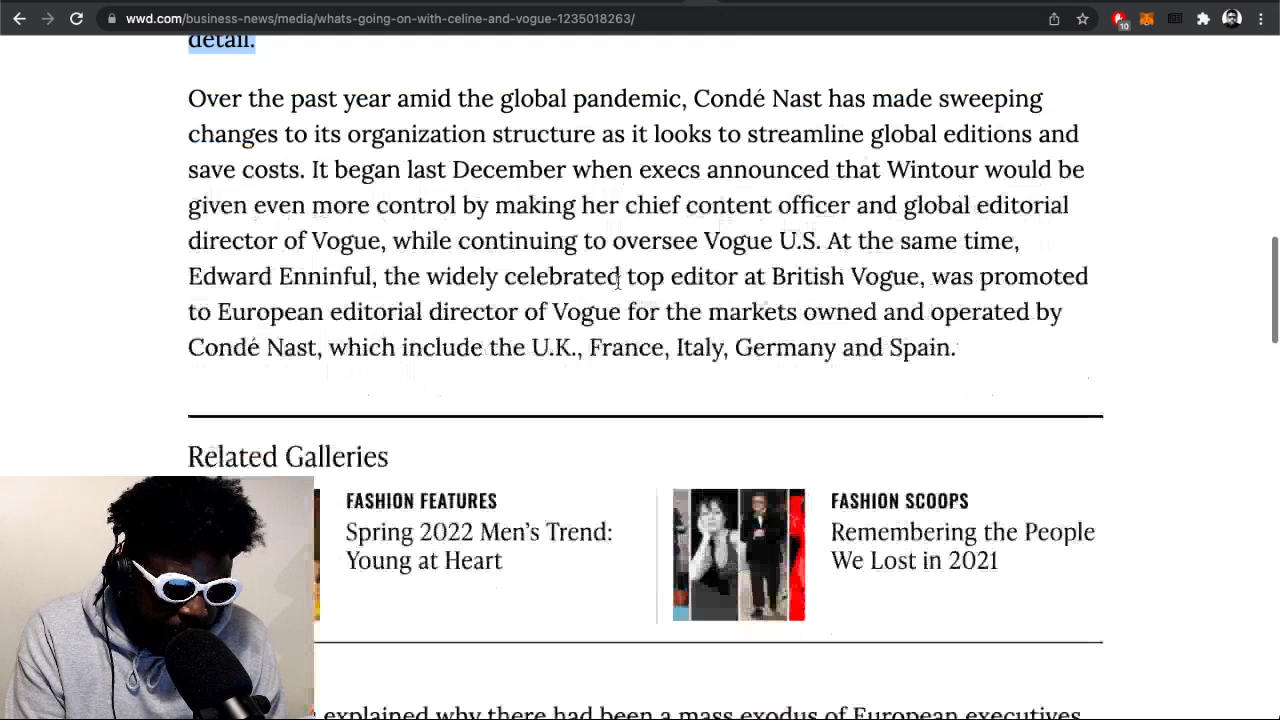 wwd.com/business-news/media/whats-going-on-with-celine-and-vogue-1235018263/
10
detail.
Over the past year amid the global pandemic, Condé Nast has made sweeping
changes to its organization structure as it looks to streamline global editions and
save costs. It began last December when execs announced that Wintour would be
given even more control by making her chief content officer and global editorial
director of Vogue, while continuing to oversee Vogue U.S. At the same time,
Edward Enninful, the widely celebrated top editor at British Vogue, was promoted
to European editorial director of Vogue for the markets owned and operated by
Condé Nast, which include the U.K., France, Italy, Germany and Spain.
Related Galleries
FASHION FEATURES
Spring 2022 Men's Trend:
Young at Heart
FASHION SCOOPS
Remembering the People
We Lost in 2021
explained why there had been a mass exodus of European executives